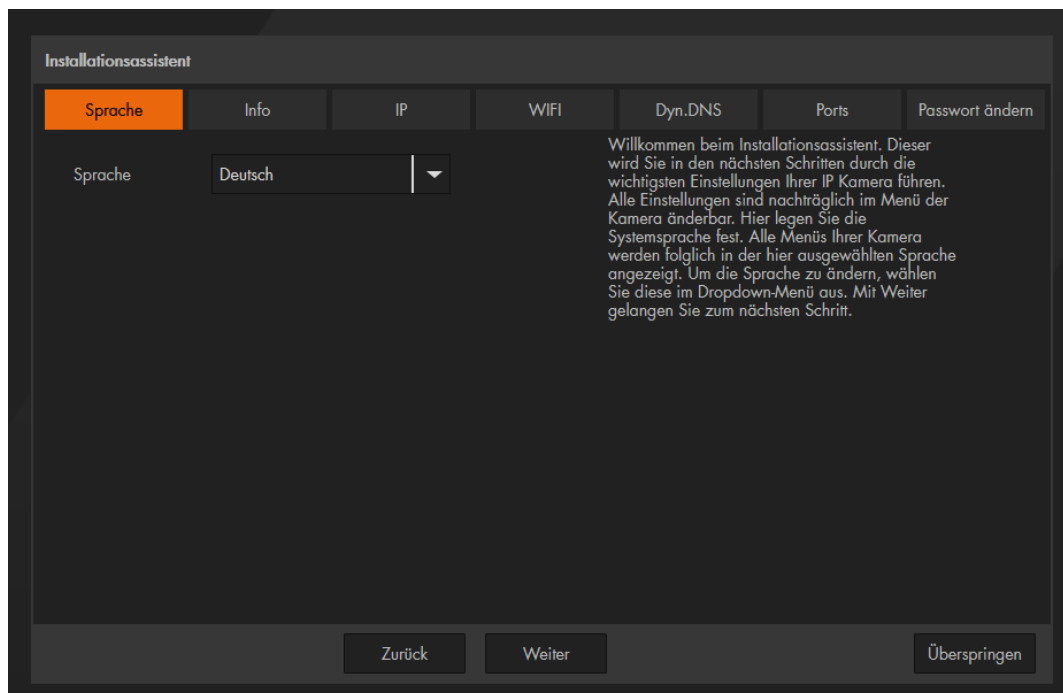 Installationsassistent
Sprache
Info
IP
WIFI
Dyn.DNS
Ports
Passwort ändern
Sprache
Deutsch
Willkommen beim Installationsassistent. Dieser
wird Sie in den nächsten Schritten durch die
wichtigsten Einstellungen Ihrer IP Kamera führen.
Alle Einstellungen sind nachträglich im Menü der
Kamera änderbar. Hier legen Sie die
Systemsprache fest. Alle Menüs Ihrer Kamera
werden folglich in der hier ausgewählten Sprache
angezeigt. Um die Sprache zu ändern, wählen
Sie diese im Dropdown-Menü aus. Mit Weiter
gelangen Sie zum nächsten Schritt.
Zurück
Weiter
Überspringen